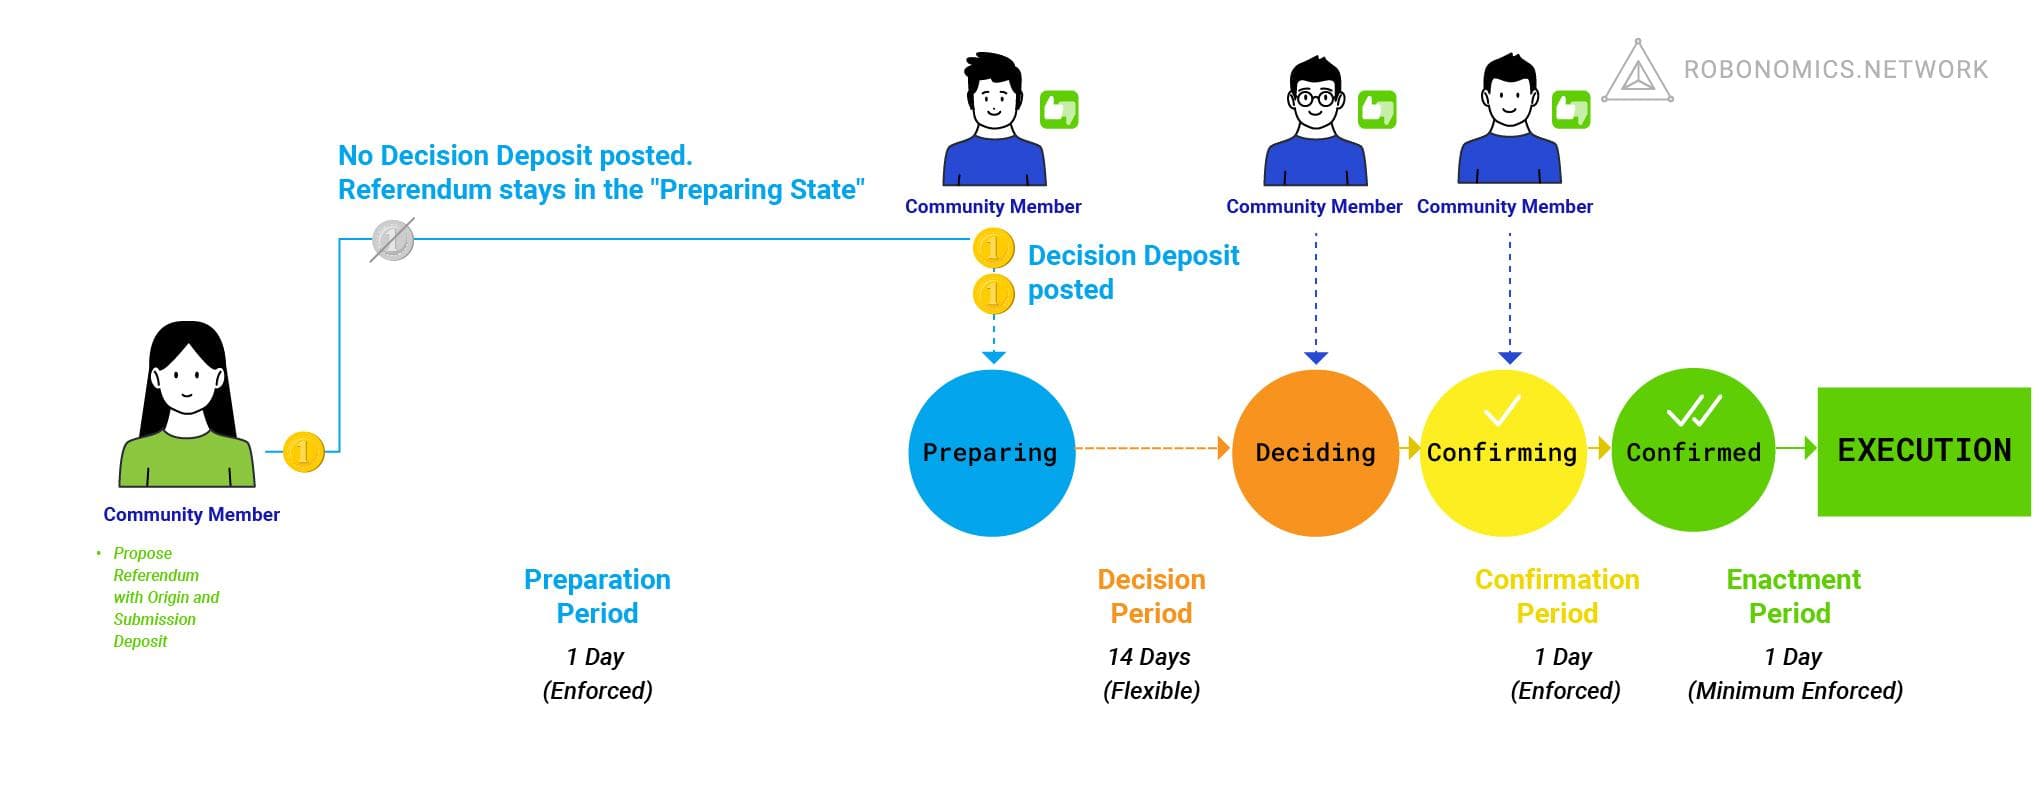 ROBONOMICS.NETWORK
No Decision Deposit posted.
Referendum stays in the "Preparing State"
1
Community Member
Community Member
Community Member
1
1
Decision Deposit
posted
1
Community Member
• Propose
Referendum
with Origin and
Submission
Deposit
Preparing
Deciding
Confirming
Confirmed
EXECUTION
Preparation
Period
1 Day
(Enforced)
Decision
Period
14 Days
(Flexible)
Confirmation
Period
1 Day
(Enforced)
Enactment
Period
1 Day
(Minimum Enforced)